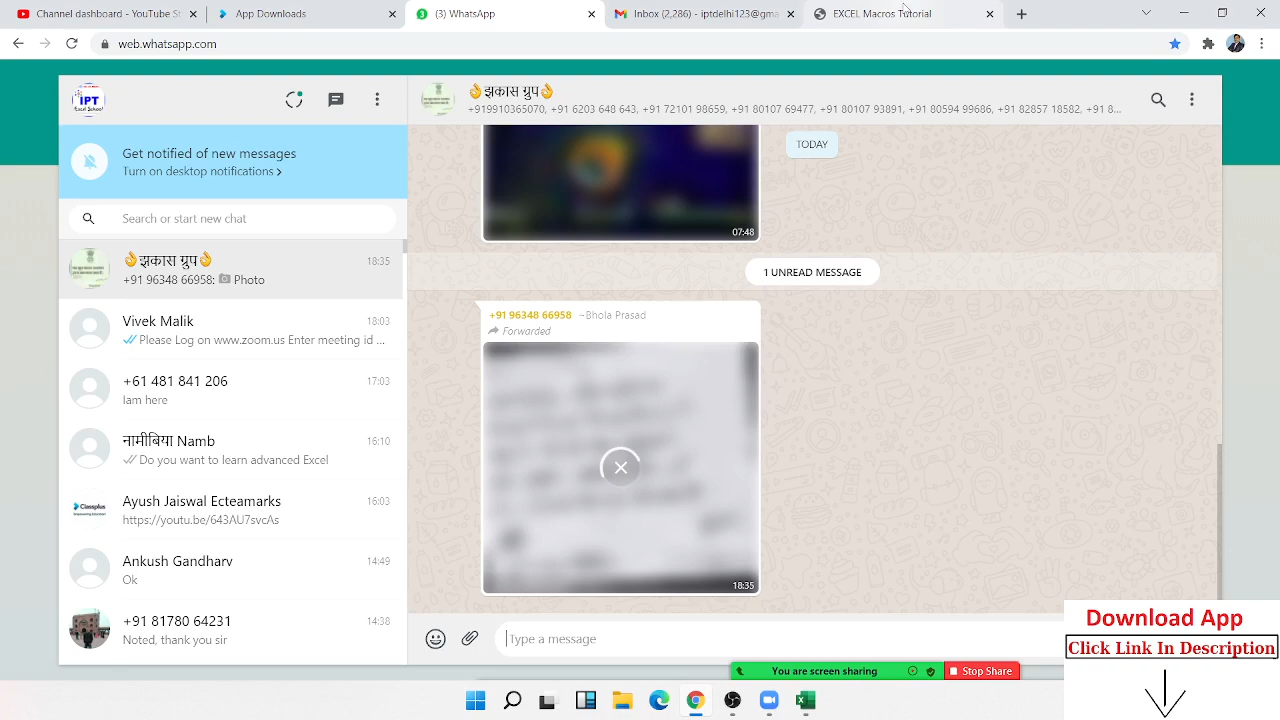 Channel dashboard - YouTube St
App Downloads
(3) WhatsApp
Inbox (2,286) - iptdelhi123@gma
EXCEL Macros Tutorial
web.whatsapp.com
IPT
Excel School
👌झकास ग्रुप👌
+919910365070, +91 6203 648 643, +91 72101 98659, +91 80107 69477, +91 80107 93891, +91 80594 99686, +91 82857 18582, +91 8...
Get notified of new messages
Turn on desktop notifications
Search or start new chat
👌झकास ग्रुप👌 18:35
+91 96348 66958: Photo
Vivek Malik 18:03
Please Log on www.zoom.us Enter meeting id ...
+61 481 841 206 17:03
Iam here
नामीबिया Namb 16:10
Do you want to learn advanced Excel
Classplus
Ayush Jaiswal Ecteamarks 16:03
https://youtu.be/643AU7svcAs
Ankush Gandharv 14:49
Ok
+91 81780 64231 14:38
Noted, thank you sir
TODAY
07:48
1 UNREAD MESSAGE
+91 96348 66958 ~Bhola Prasad
Forwarded
18:35
Type a message
You are screen sharing
Stop Share
Download App
Click Link In Description